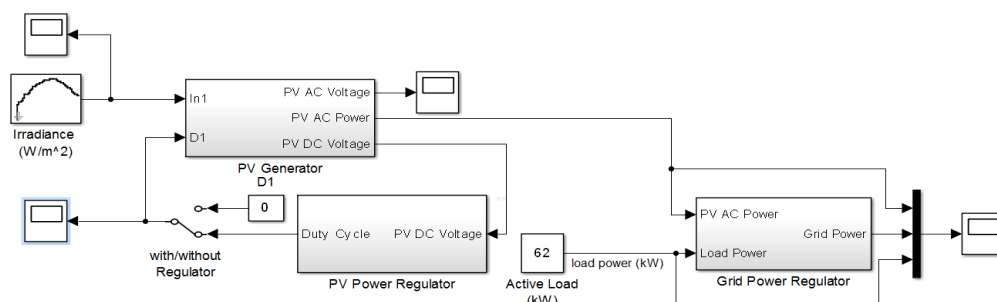 In1
PV AC Voltage
PV AC Power
D1
PV DC Voltage
Irradiance
(W/m^2)
PV Generator
D1
0
Duty Cycle
PV DC Voltage
with/without
Regulator
PV Power Regulator
62
load power (kW)
Active Load
(kW)
PV AC Power
Grid Power
Load Power
Grid Power Regulator